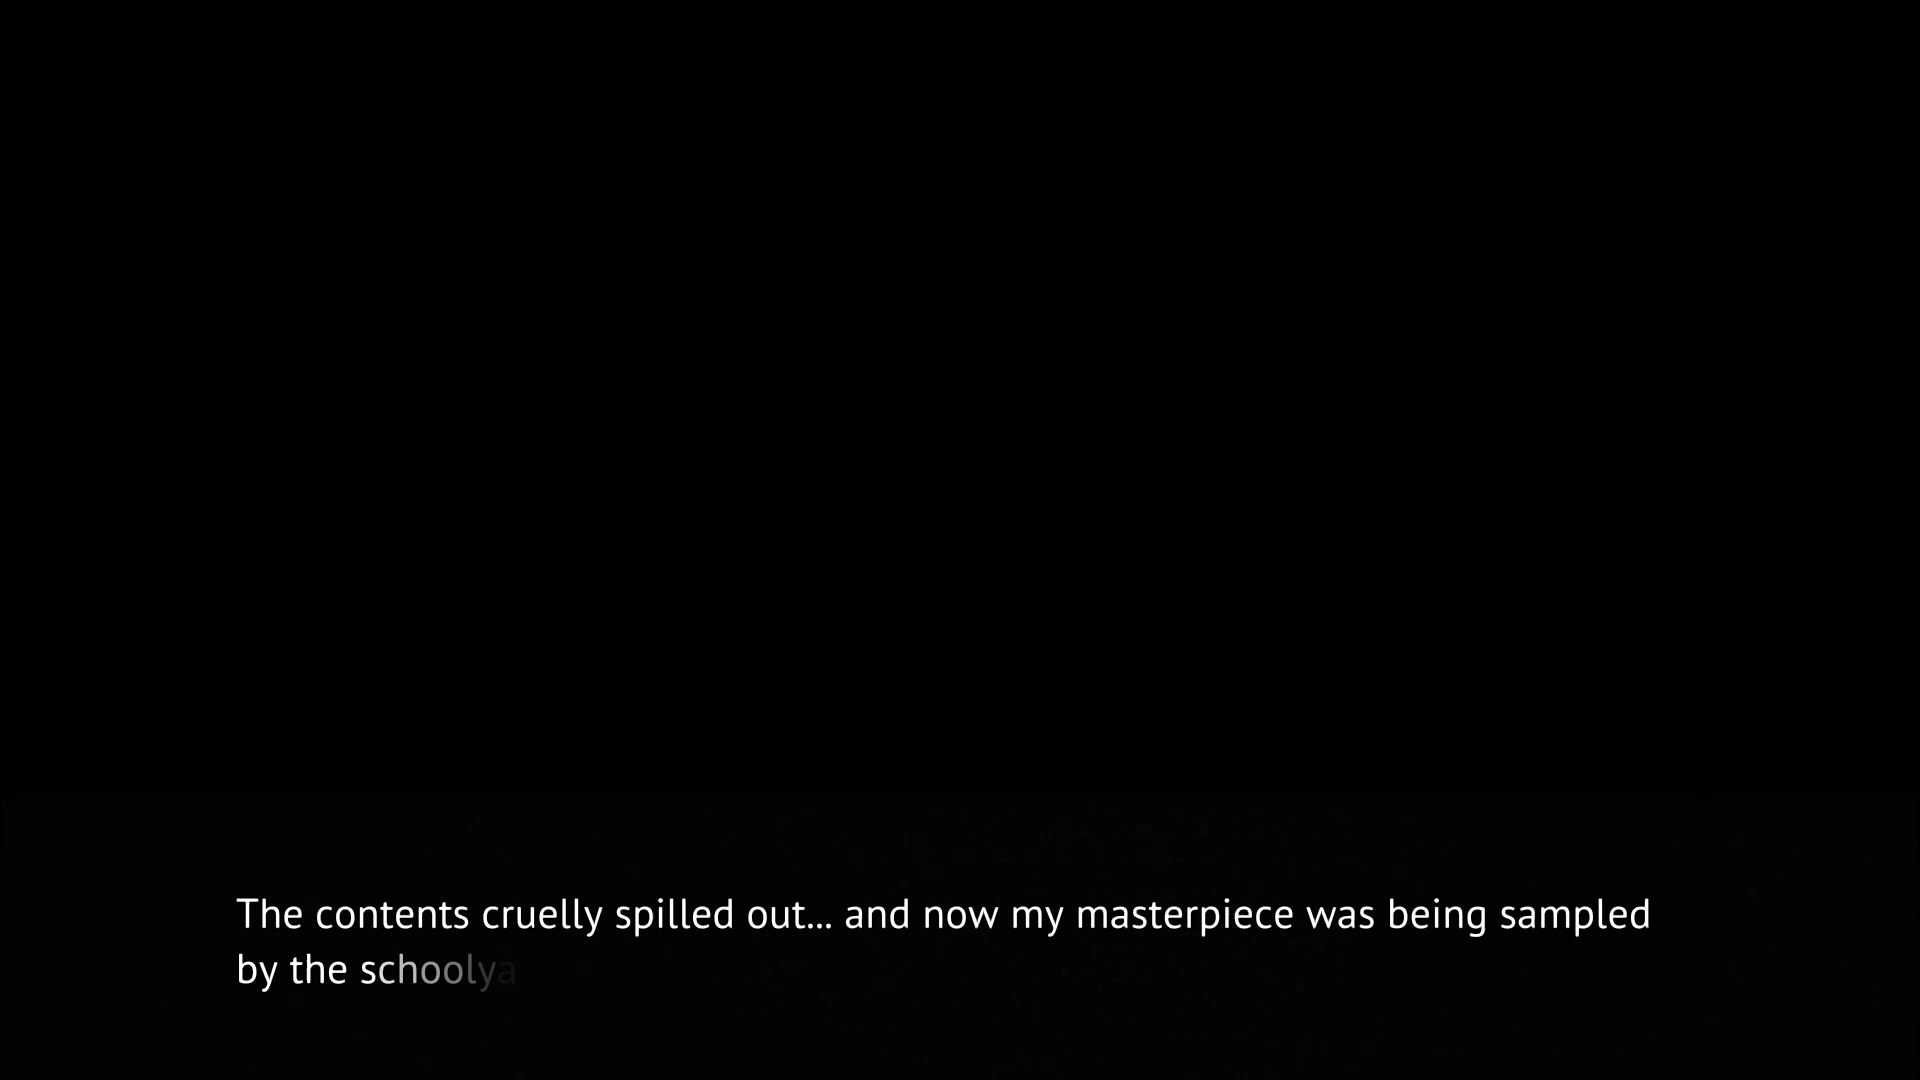 The contents cruelly spilled out... and now my masterpiece was being sampled
by the schoolya